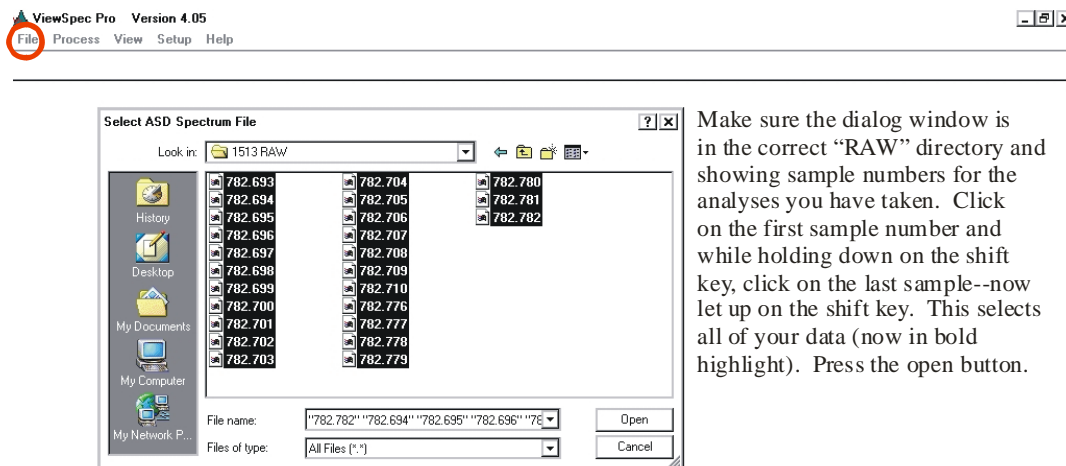 ViewSpec Pro Version 4.05
File Process View Setup Help
Select ASD Spectrum File
Look in: 1513 RAW
History
Desktop
My Documents
My Computer
My Network P...
782.693
782.694
782.695
782.696
782.697
782.698
782.699
782.700
782.701
782.702
782.703
782.704
782.705
782.706
782.707
782.708
782.709
782.710
782.776
782.777
782.778
782.779
782.780
782.781
782.782
File name: "782.782" "782.694" "782.695" "782.696" "78
Open
Files of type: All Files (*.*)
Cancel
Make sure the dialog window is
in the correct “RAW” directory and
showing sample numbers for the
analyses you have taken. Click
on the first sample number and
while holding down on the shift
key, click on the last sample--now
let up on the shift key. This selects
all of your data (now in bold
highlight). Press the open button.